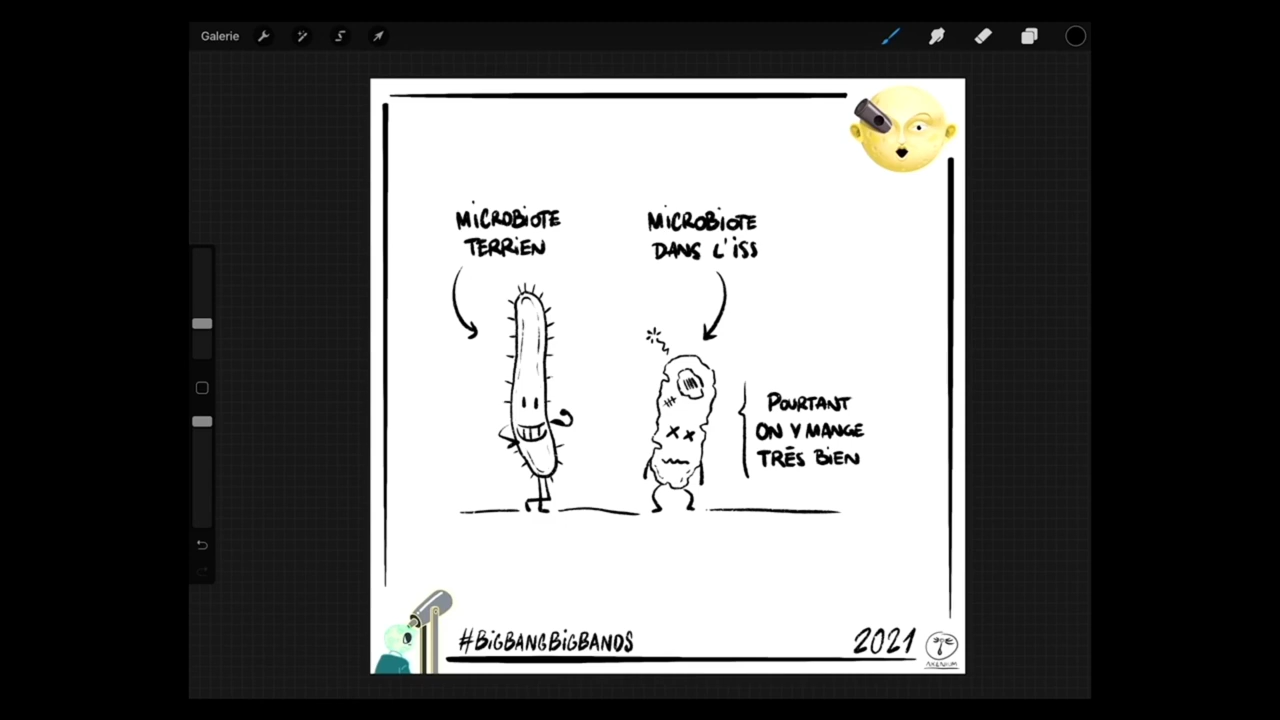 Galerie
MICROBIOTE
TERRIEN
MICROBIOTE
DANS L'ISS
POURTANT
ON Y MANGE
TRÈS BIEN
#BIGBANGBIGBANDS
2021